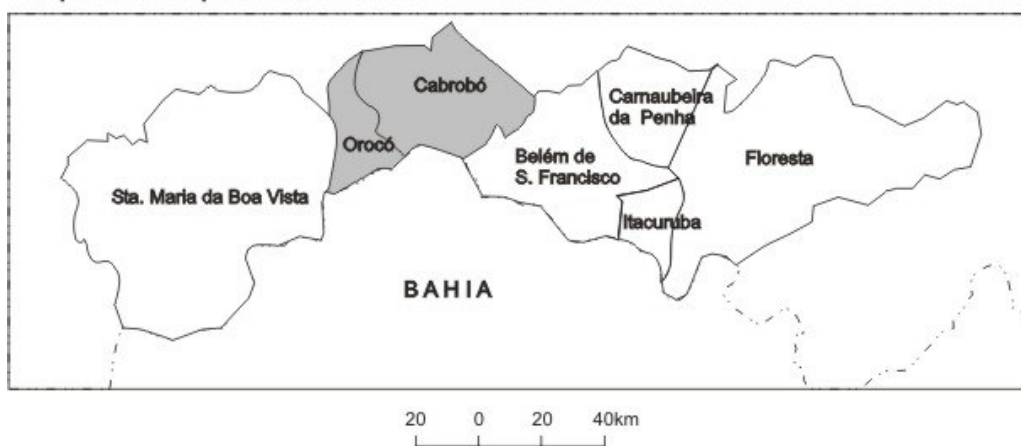 Cabrobó
Carnaubeira
da Penha
Orocó
Belém de
S. Francisco
Floresta
Sta. Maria da Boa Vista
Itacuruba
BAHIA
20 0 20 40km